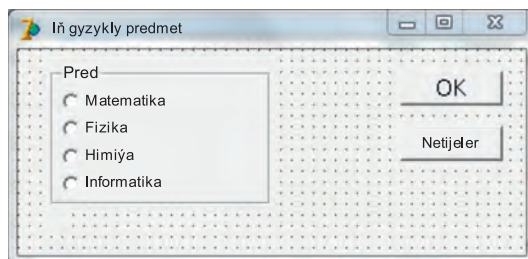 Iň gyzykly predmet
Pred
Matematika
Fizika
Himiýa
Informatika
OK
Netijeler